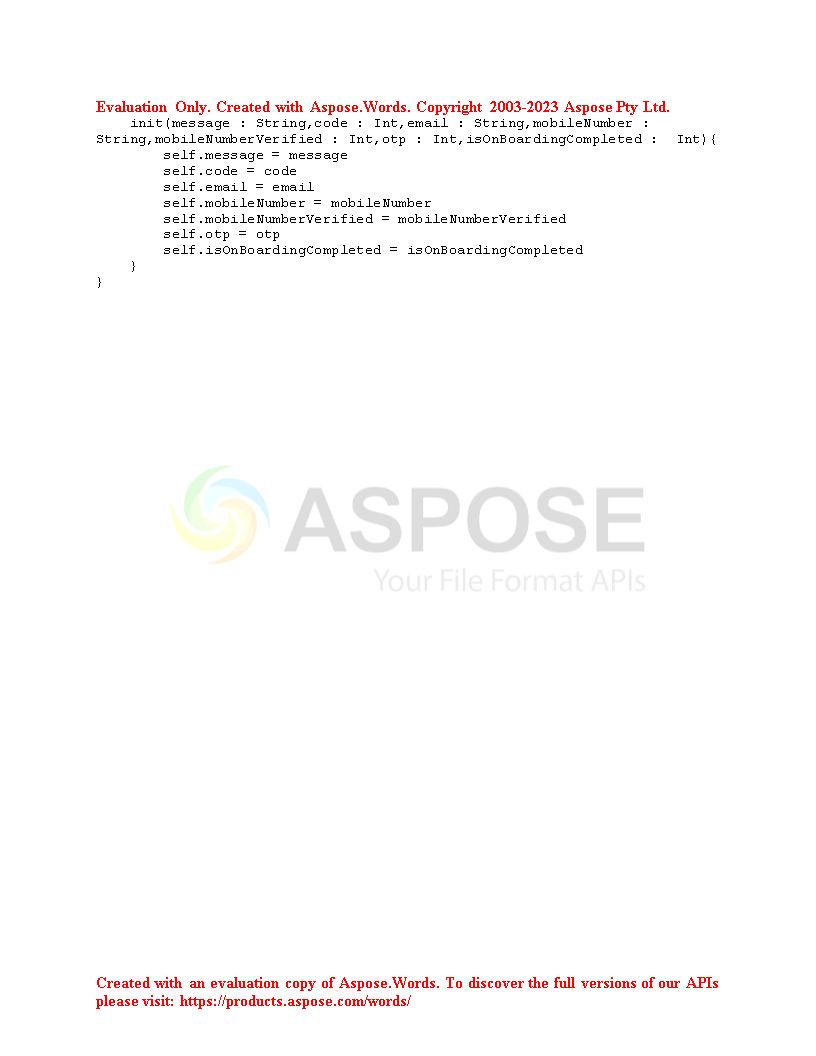 Evaluation Only. Created with Aspose.Words. Copyright 2003-2023 Aspose Pty Ltd.
    init(message : String,code : Int,email : String,mobileNumber :
String,mobileNumberVerified : Int,otp : Int,isOnBoardingCompleted :  Int){
        self.message = message
        self.code = code
        self.email = email
        self.mobileNumber = mobileNumber
        self.mobileNumberVerified = mobileNumberVerified
        self.otp = otp
        self.isOnBoardingCompleted = isOnBoardingCompleted
    }
}
ASPOSE
Your File Format APIs
Created with an evaluation copy of Aspose.Words. To discover the full versions of our APIs
please visit: https://products.aspose.com/words/